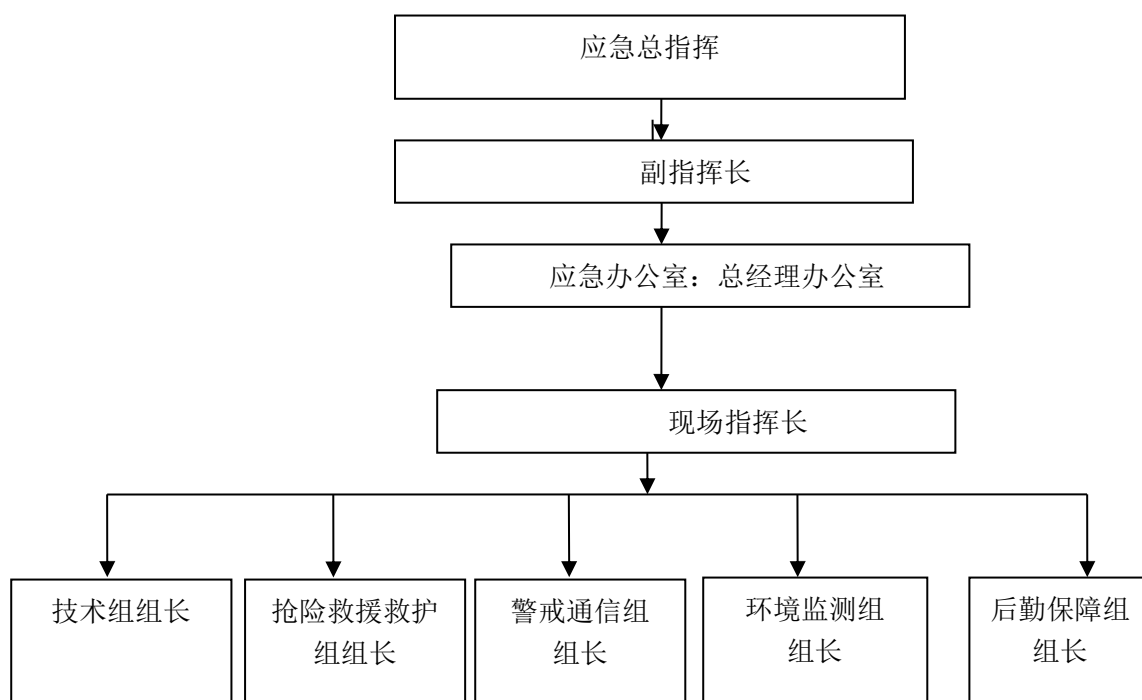 应急总指挥
副指挥长
应急办公室：总经理办公室
现场指挥长
技术组组长
抢险救援救护
组组长
警戒通信组
组长
环境监测组
组长
后勤保障组
组长